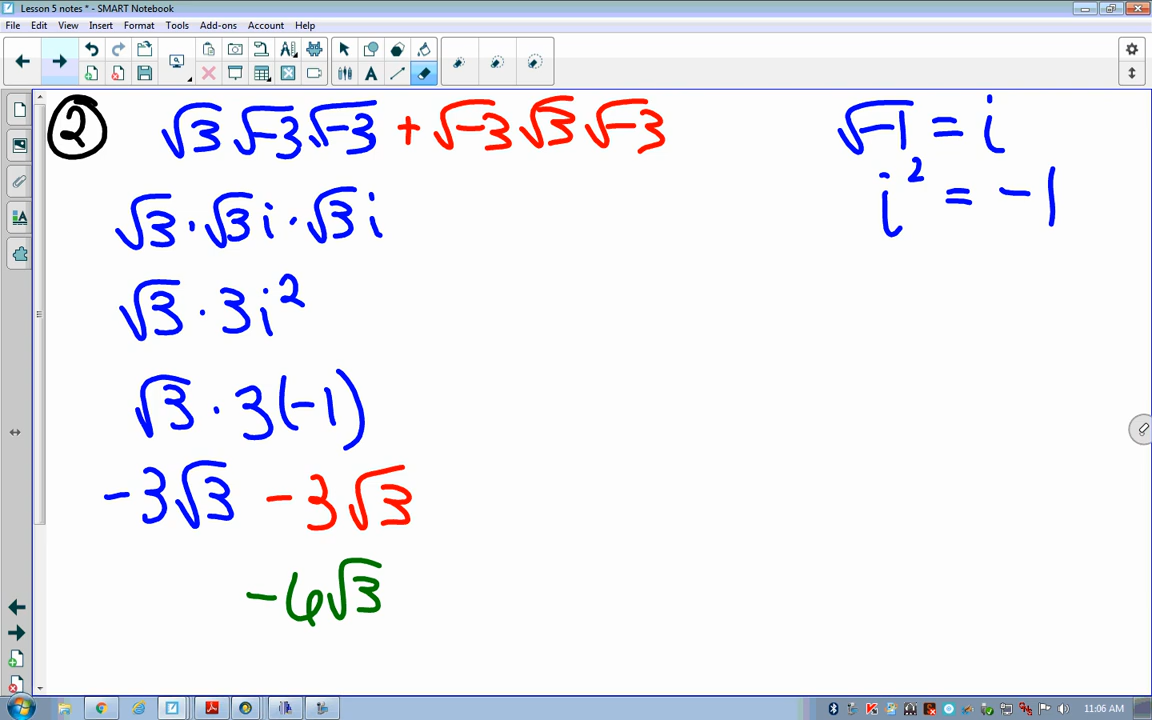 Lesson 5 notes * - SMART Notebook
File Edit View Insert Format Tools Add-ons Account Help
② √3 √-3 √-3 + √-3 √3 √-3
√-1 = i
i² = -1
√3 · √3 i · √3 i
√3 · 3i²
√3 · 3(-1)
-3√3 -3√3
-6√3
11:06 AM